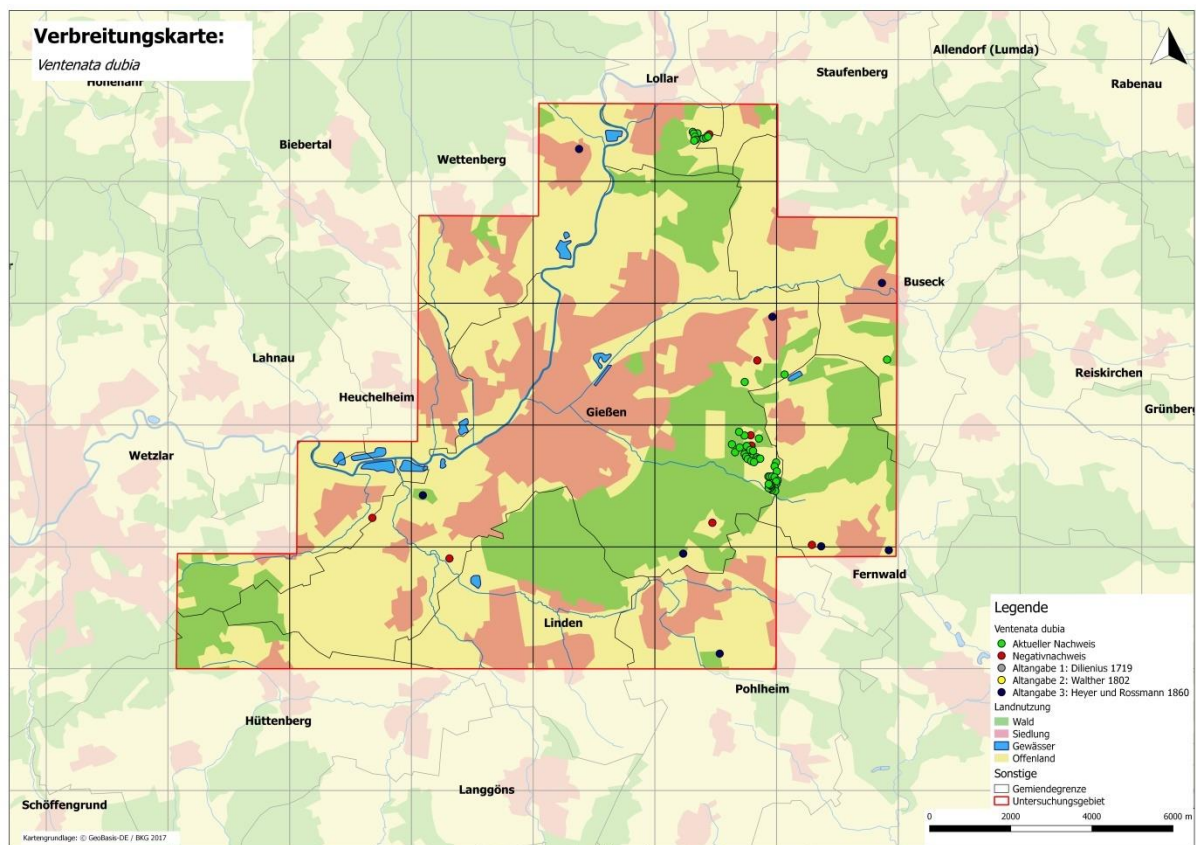 Verbreitungskarte:
Ventenata dubia
Hohenahr
Allendorf (Lumda)
Lollar
Staufenberg
Rabenau
Biebertal
Wettenberg
Buseck
Lahnau
Reiskirchen
Heuchelheim
Gießen
Grünberg
Wetzlar
Fernwald
Linden
Pohlheim
Hüttenberg
Langgöns
Schöffengrund
Legende
Ventenata dubia
Aktueller Nachweis
Negativnachweis
Altangabe 1: Dillenius 1719
Altangabe 2: Walther 1802
Altangabe 3: Heyer und Rossmann 1860
Landnutzung
Wald
Siedlung
Gewässer
Offenland
Sonstige
Gemiendegrenze
Untersuchungsgebiet
0 2000 4000 6000 m
Kartengrundlage: © GeoBasis-DE / BKG 2017